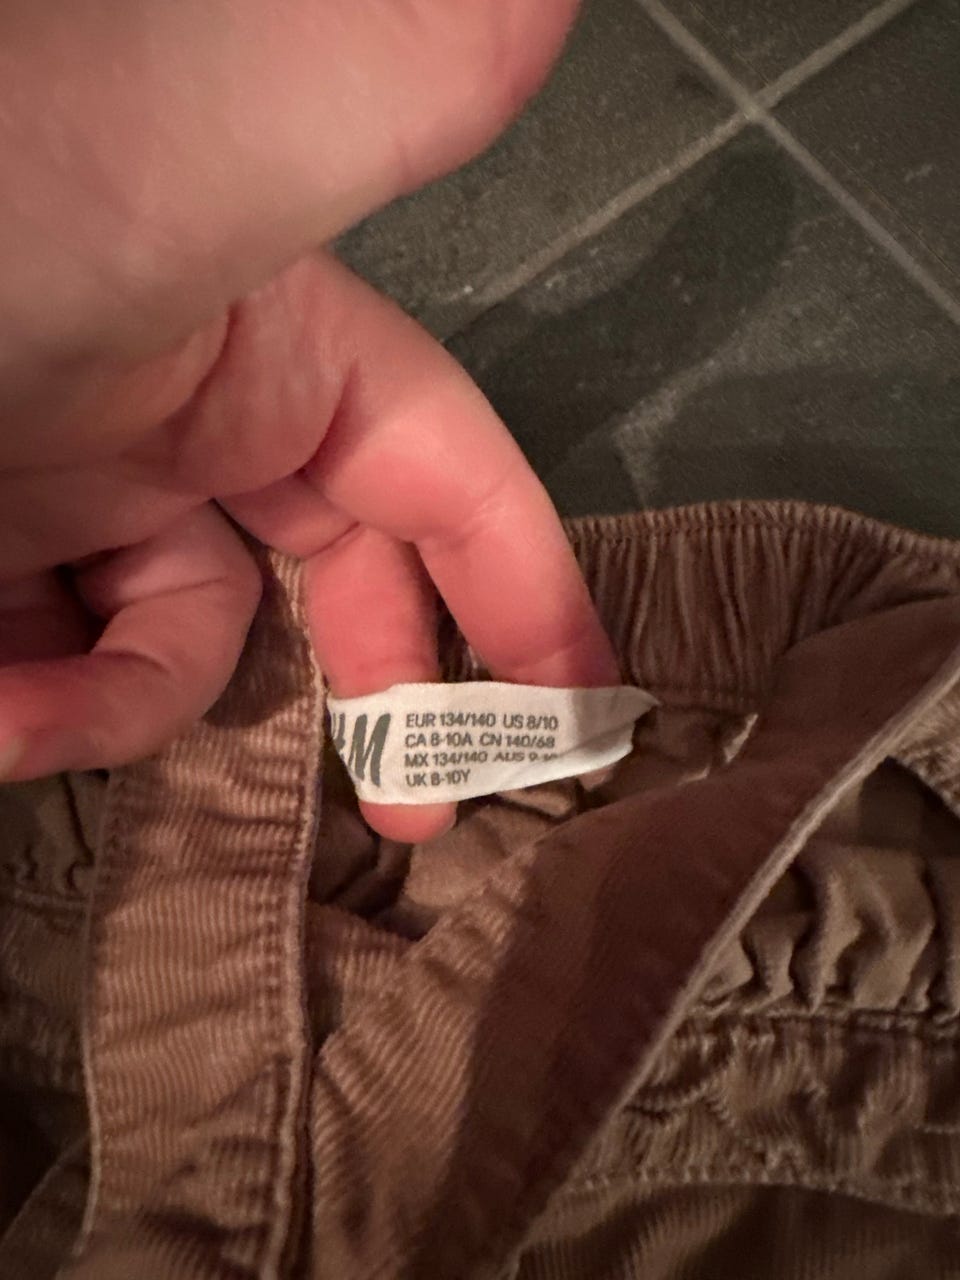 HM
EUR 134/140 US 8/10
CA 8-10A CN 140/68
MX 134/140 AUS
UK 8-10Y